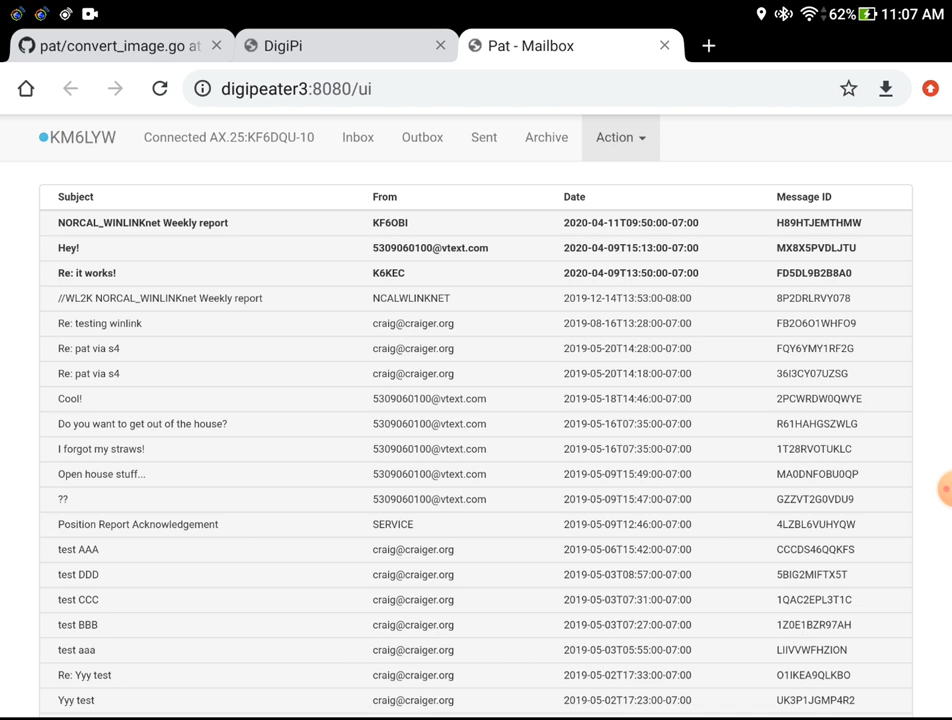 62% 11:07 AM
pat/convert_image.go at DigiPi Pat - Mailbox
digipeater3:8080/ui
KM6LYW Connected AX.25:KF6DQU-10 Inbox Outbox Sent Archive Action
Subject From Date Message ID
NORCAL_WINLINKnet Weekly report KF6OBI 2020-04-11T09:50:00-07:00 H89HTJEMTHMW
Hey! 5309060100@vtext.com 2020-04-09T15:13:00-07:00 MX8X5PVDLJTU
Re: it works! K6KEC 2020-04-09T13:50:00-07:00 FD5DL9B2B8A0
//WL2K NORCAL_WINLINKnet Weekly report NCALWLINKNET 2019-12-14T13:53:00-08:00 8P2DRLRVY078
Re: testing winlink craig@craiger.org 2019-08-16T13:28:00-07:00 FB2O6O1WHFO9
Re: pat via s4 craig@craiger.org 2019-05-20T14:28:00-07:00 FQY6YMY1RF2G
Re: pat via s4 craig@craiger.org 2019-05-20T14:18:00-07:00 36I3CY07UZSG
Cool! 5309060100@vtext.com 2019-05-18T14:46:00-07:00 2PCWRDW0QWYE
Do you want to get out of the house? 5309060100@vtext.com 2019-05-16T07:35:00-07:00 R61HAHGSZWLG
I forgot my straws! 5309060100@vtext.com 2019-05-16T07:35:00-07:00 1T28RVOTUKLC
Open house stuff... 5309060100@vtext.com 2019-05-09T15:49:00-07:00 MA0DNFOBU0QP
?? 5309060100@vtext.com 2019-05-09T15:47:00-07:00 GZZVT2G0VDU9
Position Report Acknowledgement SERVICE 2019-05-09T12:46:00-07:00 4LZBL6VUHYQW
test AAA craig@craiger.org 2019-05-06T15:42:00-07:00 CCCDS46QQKFS
test DDD craig@craiger.org 2019-05-03T08:57:00-07:00 5BIG2MIFTX5T
test CCC craig@craiger.org 2019-05-03T07:31:00-07:00 1QAC2EPL3T1C
test BBB craig@craiger.org 2019-05-03T07:27:00-07:00 1Z0E1BZR97AH
test aaa craig@craiger.org 2019-05-03T05:55:00-07:00 LIIVVWFHZION
Re: Yyy test craig@craiger.org 2019-05-02T17:33:00-07:00 O1IKEA9QLKBO
Yyy test craig@craiger.org 2019-05-02T17:23:00-07:00 UK3P1JGMP4R2